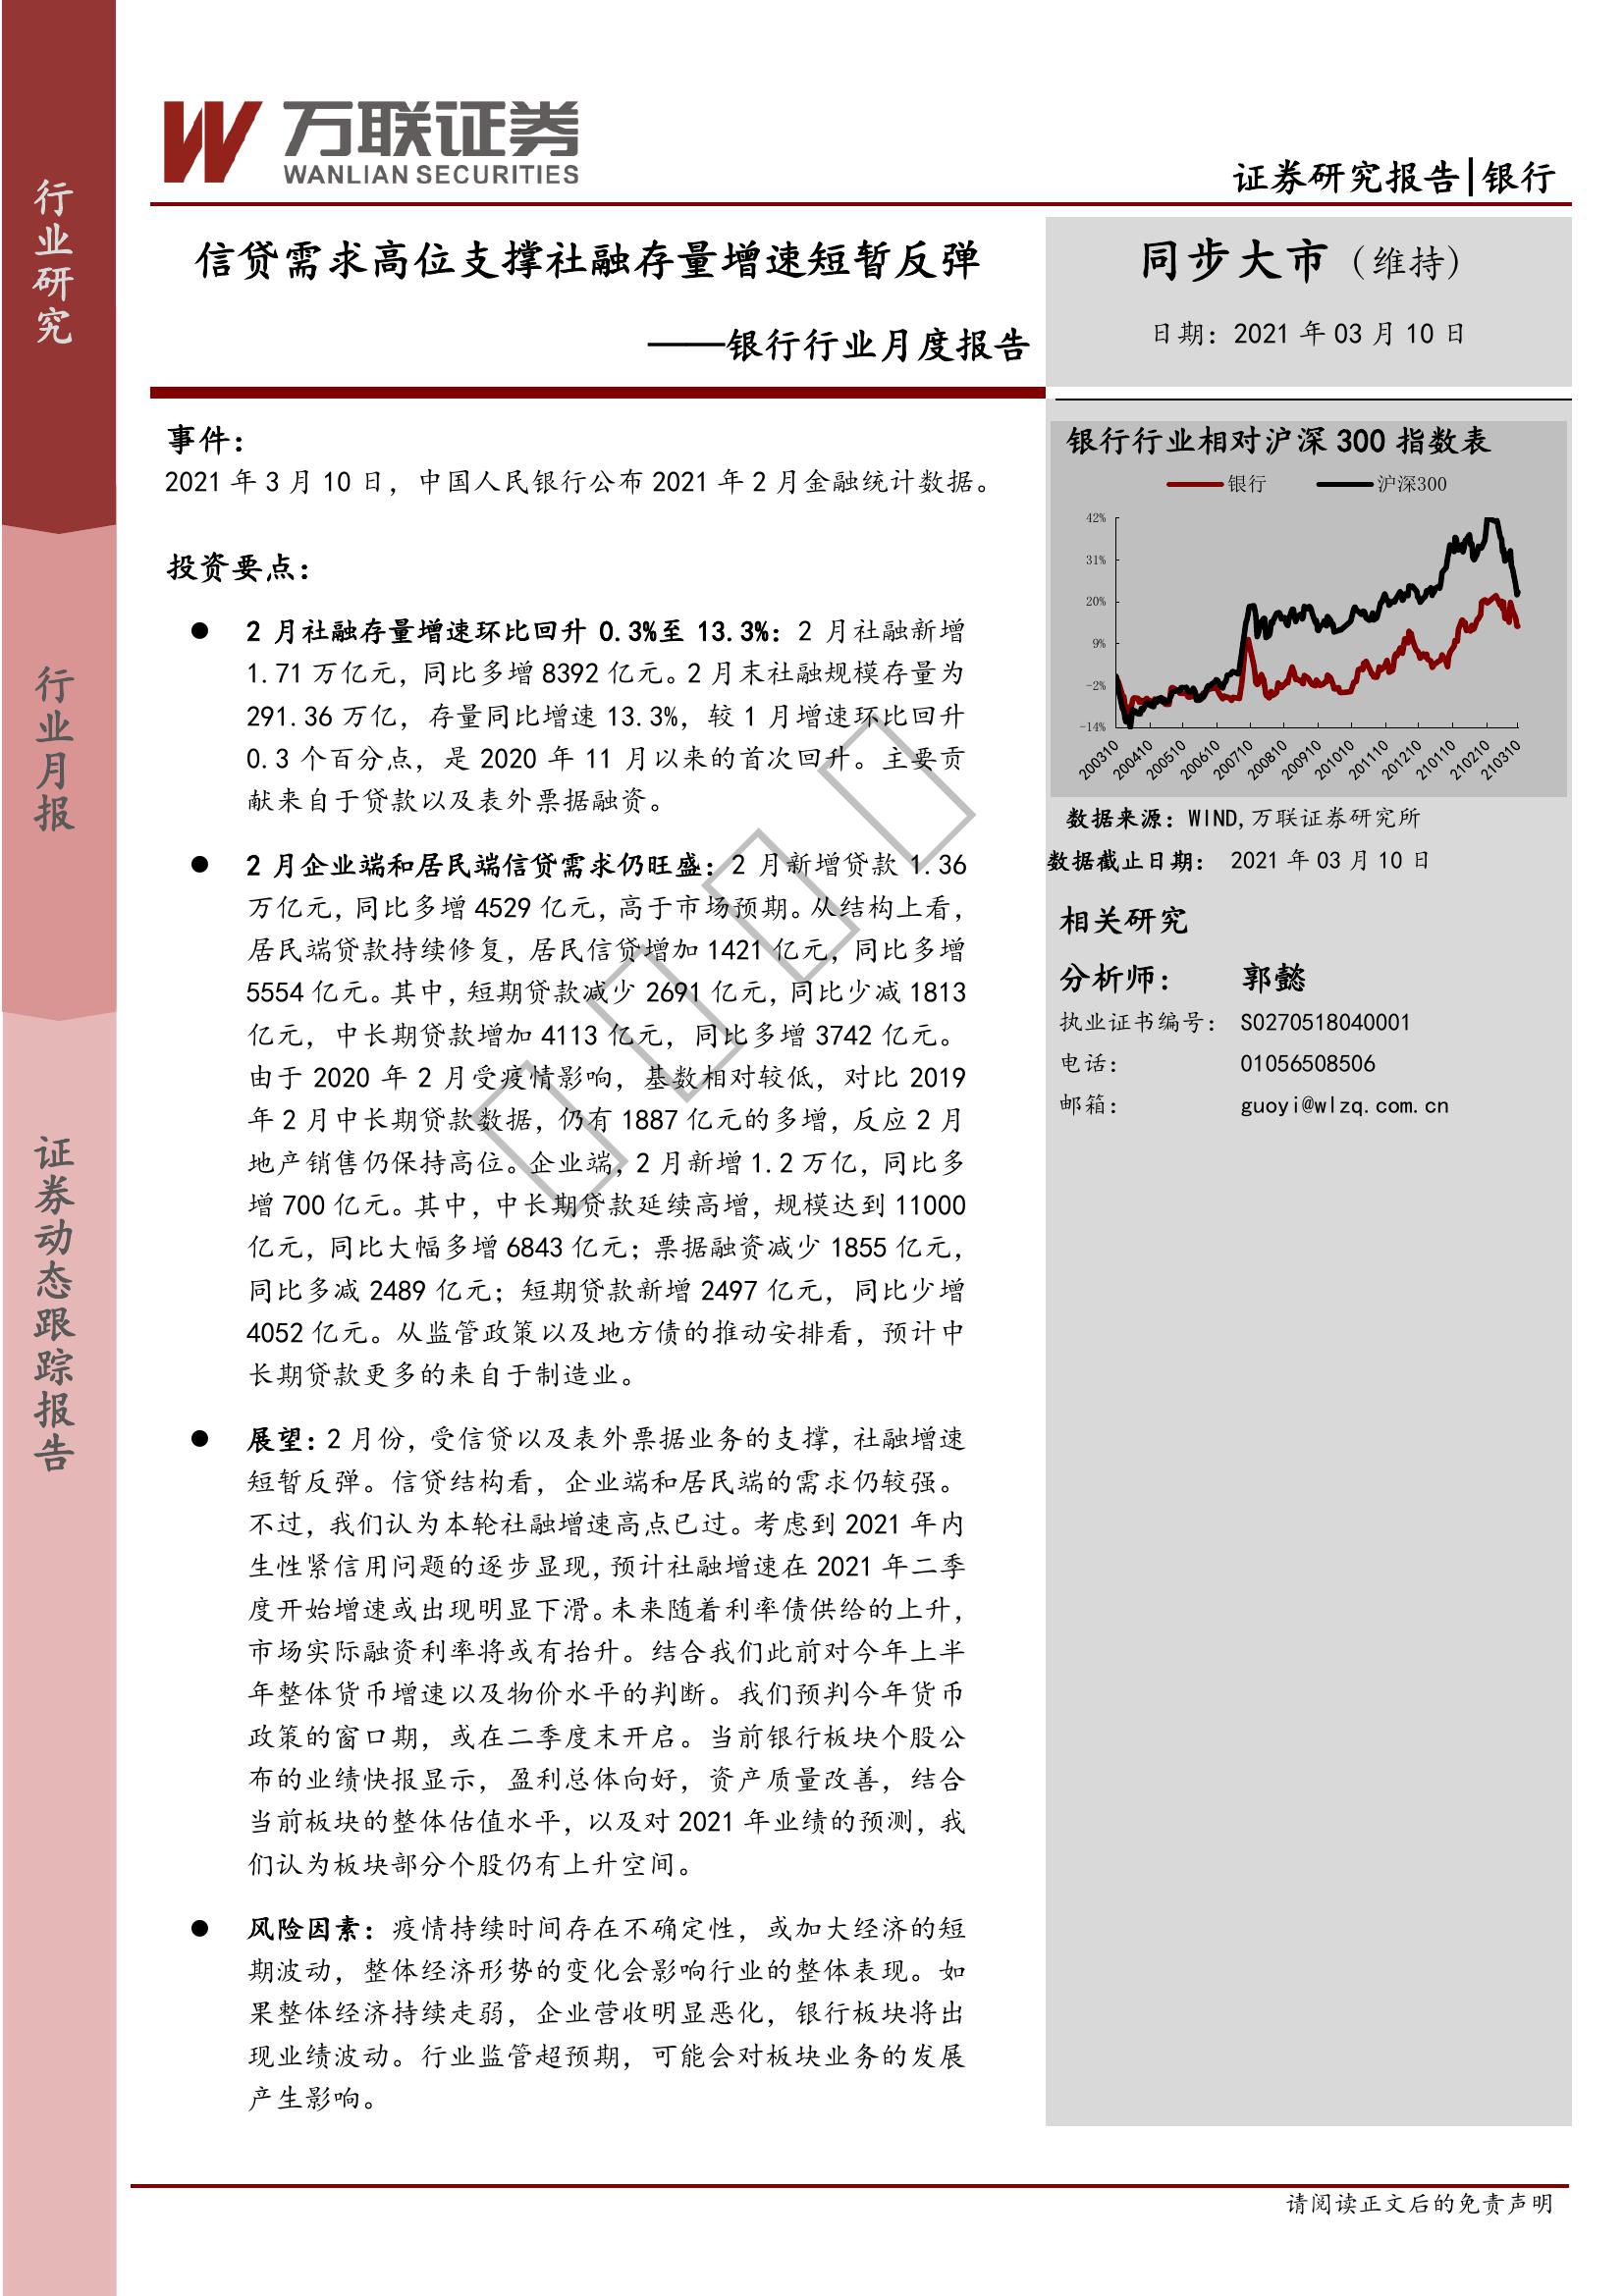 行业研究
行业月报
证券动态跟踪报告
万联证券
WANLIAN SECURITIES
证券研究报告|银行
信贷需求高位支撑社融存量增速短暂反弹
——银行行业月度报告
同步大市（维持）
日期：2021 年 03 月 10 日
事件：
2021 年 3 月 10 日，中国人民银行公布 2021 年 2 月金融统计数据。
投资要点：
● 2 月社融存量增速环比回升 0.3%至 13.3%：2 月社融新增
1.71 万亿元，同比多增 8392 亿元。2 月末社融规模存量为
291.36 万亿，存量同比增速 13.3%，较 1 月增速环比回升
0.3 个百分点，是 2020 年 11 月以来的首次回升。主要贡
献来自于贷款以及表外票据融资。
● 2 月企业端和居民端信贷需求仍旺盛：2 月新增贷款 1.36
万亿元，同比多增 4529 亿元，高于市场预期。从结构上看，
居民端贷款持续修复，居民信贷增加 1421 亿元，同比多增
5554 亿元。其中，短期贷款减少 2691 亿元，同比少减 1813
亿元，中长期贷款增加 4113 亿元，同比多增 3742 亿元。
由于 2020 年 2 月受疫情影响，基数相对较低，对比 2019
年 2 月中长期贷款数据，仍有 1887 亿元的多增，反应 2 月
地产销售仍保持高位。企业端，2 月新增 1.2 万亿，同比多
增 700 亿元。其中，中长期贷款延续高增，规模达到 11000
亿元，同比大幅多增 6843 亿元；票据融资减少 1855 亿元，
同比多减 2489 亿元；短期贷款新增 2497 亿元，同比少增
4052 亿元。从监管政策以及地方债的推动安排看，预计中
长期贷款更多的来自于制造业。
● 展望：2 月份，受信贷以及表外票据业务的支撑，社融增速
短暂反弹。信贷结构看，企业端和居民端的需求仍较强。
不过，我们认为本轮社融增速高点已过。考虑到 2021 年内
生性紧信用问题的逐步显现，预计社融增速在 2021 年二季
度开始增速或出现明显下滑。未来随着利率债供给的上升，
市场实际融资利率将或有抬升。结合我们此前对今年上半
年整体货币增速以及物价水平的判断。我们预判今年货币
政策的窗口期，或在二季度末开启。当前银行板块个股公
布的业绩快报显示，盈利总体向好，资产质量改善，结合
当前板块的整体估值水平，以及对 2021 年业绩的预测，我
们认为板块部分个股仍有上升空间。
● 风险因素：疫情持续时间存在不确定性，或加大经济的短
期波动，整体经济形势的变化会影响行业的整体表现。如
果整体经济持续走弱，企业营收明显恶化，银行板块将出
现业绩波动。行业监管超预期，可能会对板块业务的发展
产生影响。
银行行业相对沪深 300 指数表
银行 沪深300
42%
31%
20%
9%
-2%
-14%
200310 200410 200510 200610 200710 200810 200910 201010 201110 201210 210110 210210 210310
数据来源：WIND,万联证券研究所
数据截止日期： 2021 年 03 月 10 日
相关研究
分析师： 郭懿
执业证书编号： S0270518040001
电话： 01056508506
邮箱： guoyi@wlzq.com.cn
请阅读正文后的免责声明